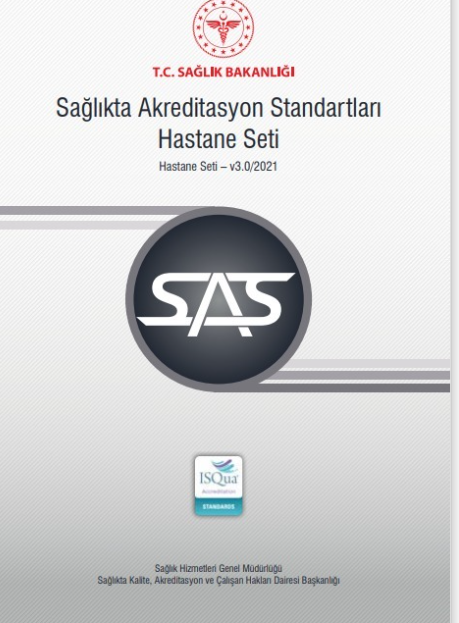 T.C. SAĞLIK BAKANLIĞI
Sağlıkta Akreditasyon Standartları
Hastane Seti
Hastane Seti – v3.0/2021
SAS
ISQua
Accreditation
STANDARDS
Sağlık Hizmetleri Genel Müdürlüğü
Sağlıkta Kalite, Akreditasyon ve Çalışan Hakları Dairesi Başkanlığı